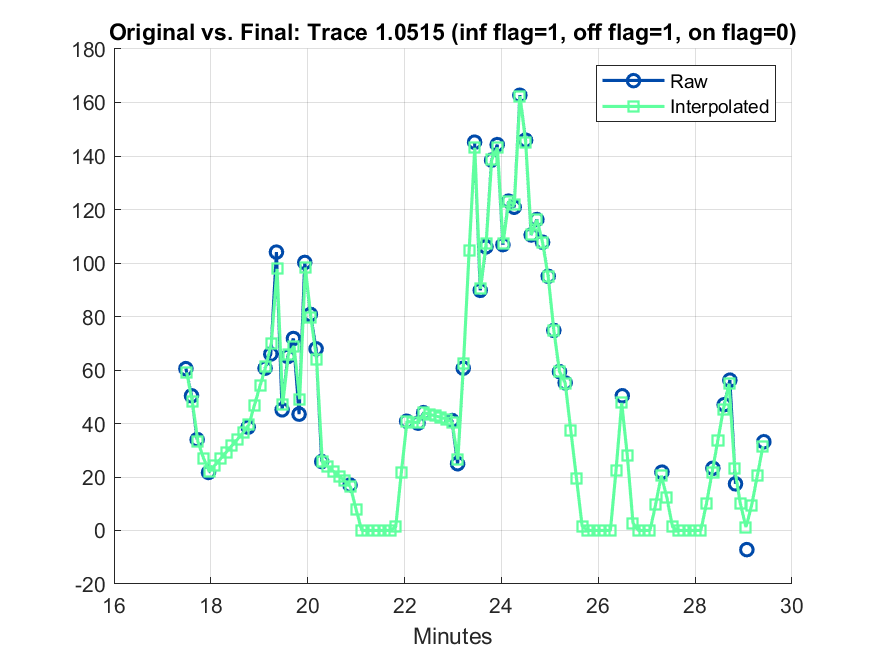 Original vs. Final: Trace 1.0515 (inf flag=1, off flag=1, on flag=0)
180
160
140
120
100
80
60
40
20
0
-20
Raw
Interpolated
16 18 20 22 24 26 28 30
Minutes